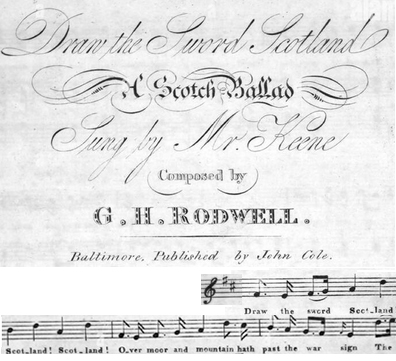 Draw the Sword Scotland
A Scotch Ballad
Sung by Mr. Keene
Composed by
G. H. RODWELL.
Baltimore, Published by John Cole.
Draw the sword Scot-land
Scot-land! Scot-land! O-ver moor and mountain hath past the war sign The